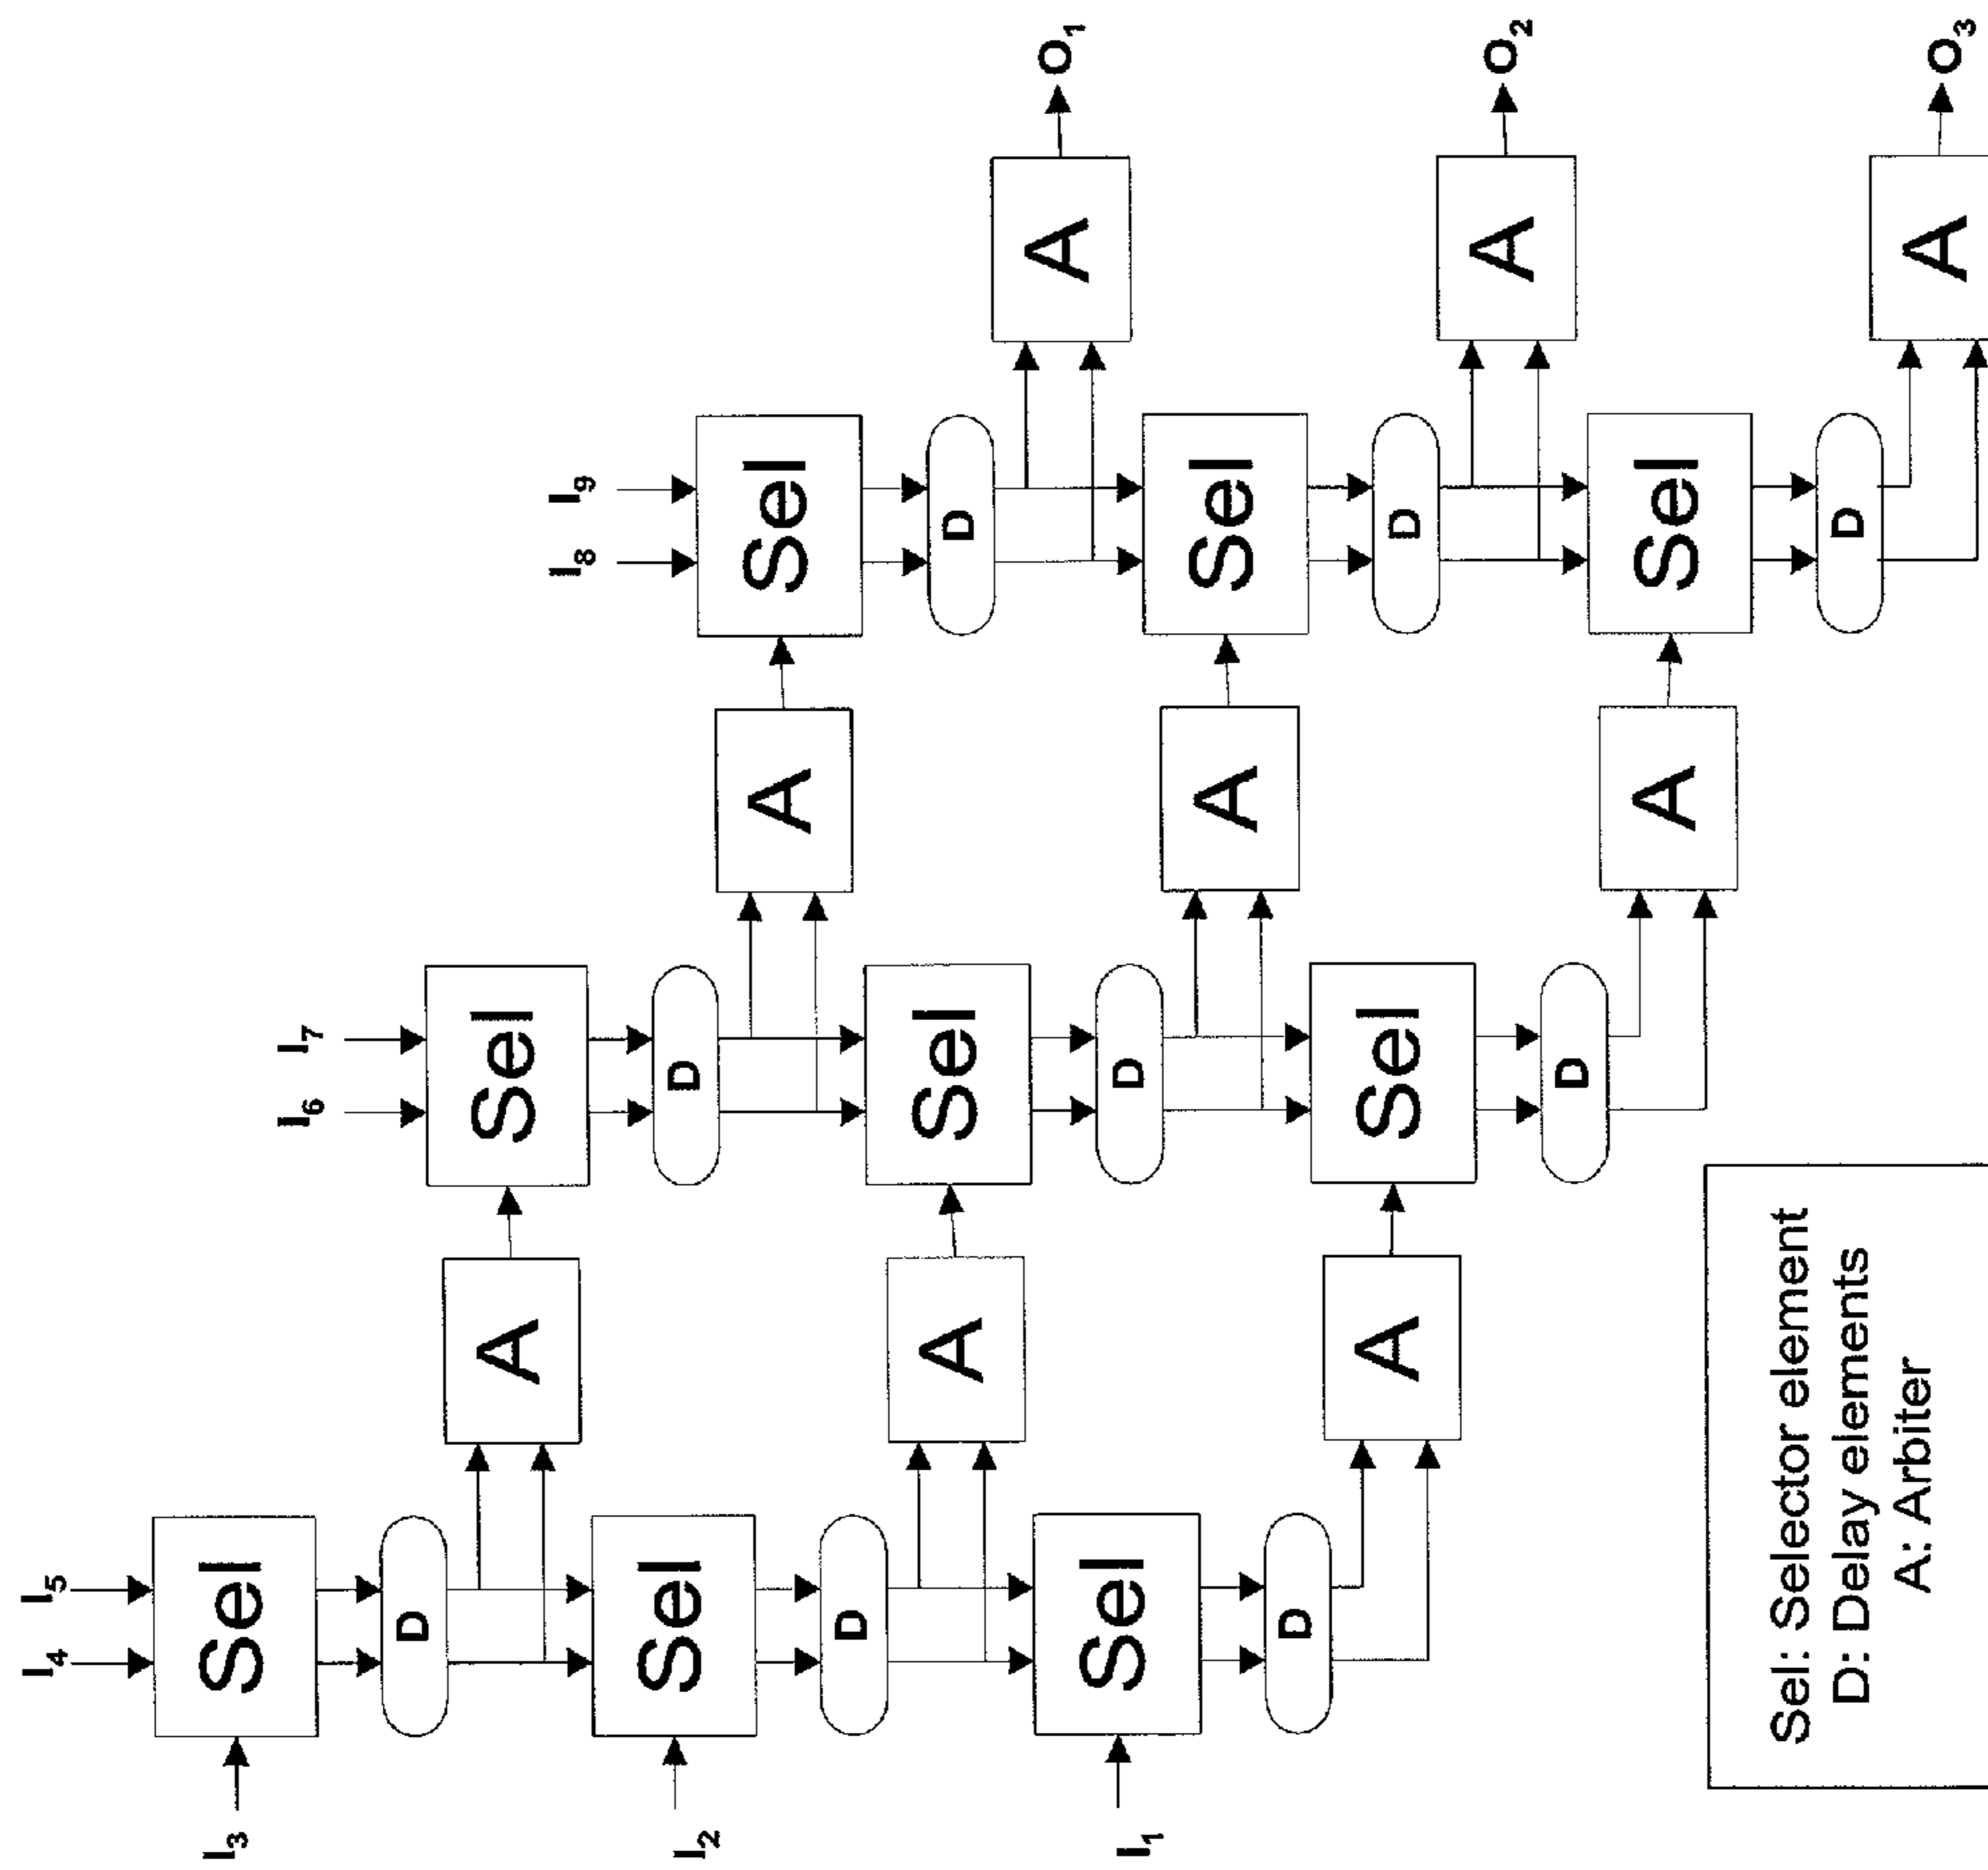 I4 I5
I3 Sel
I6 I7
D
A Sel
I8 I9
I2 Sel D
A Sel
D
A Sel D
A O1
I1 Sel D
A Sel
D
A Sel D
A O2
D
A Sel
D
A O3
Sel: Selector element
D: Delay elements
A: Arbiter